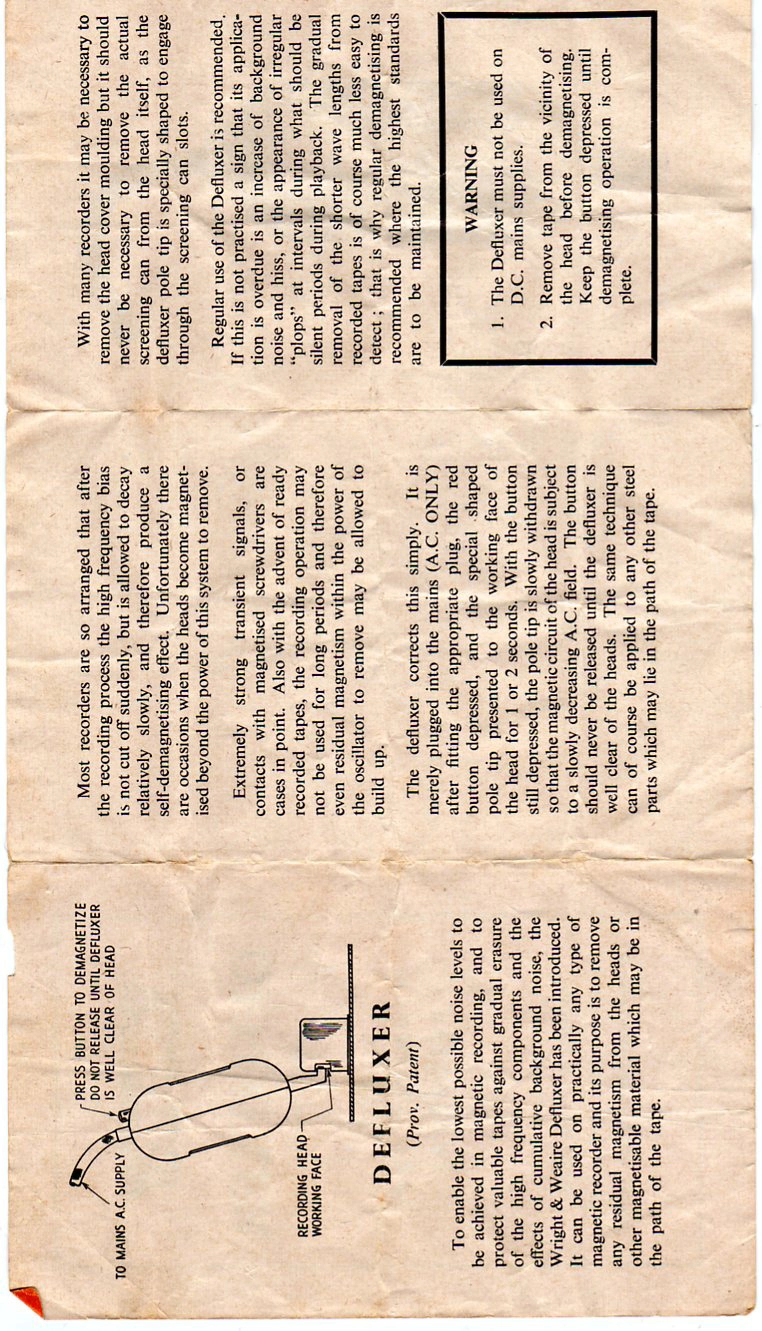 PRESS BUTTON TO DEMAGNETIZE
DO NOT RELEASE UNTIL DEFLUXER
IS WELL CLEAR OF HEAD
TO MAINS A.C. SUPPLY
RECORDING HEAD
WORKING FACE
DEFLUXER
(Prov. Patent)
To enable the lowest possible noise levels to
be achieved in magnetic recording, and to
protect valuable tapes against gradual erasure
of the high frequency components and the
effects of cumulative background noise, the
Wright & Weaire Defluxer has been introduced.
It can be used on practically any type of
magnetic recorder and its purpose is to remove
any residual magnetism from the heads or
other magnetisable material which may be in
the path of the tape.
Most recorders are so arranged that after
the recording process the high frequency bias
is not cut off suddenly, but is allowed to decay
relatively slowly, and therefore produce a
self-demagnetising effect. Unfortunately there
are occasions when the heads become magnet-
ised beyond the power of this system to remove.
Extremely strong transient signals, or
contacts with magnetised screwdrivers are
cases in point. Also with the advent of ready
recorded tapes, the recording operation may
not be used for long periods and therefore
even residual magnetism within the power of
the oscillator to remove may be allowed to
build up.
The defluxer corrects this simply. It is
merely plugged into the mains (A.C. ONLY)
after fitting the appropriate plug, the red
button depressed, and the special shaped
pole tip presented to the working face of
the head for 1 or 2 seconds. With the button
still depressed, the pole tip is slowly withdrawn
so that the magnetic circuit of the head is subject
to a slowly decreasing A.C. field. The button
should never be released until the defluxer is
well clear of the heads. The same technique
can of course be applied to any other steel
parts which may lie in the path of the tape.
With many recorders it may be necessary to
remove the head cover moulding but it should
never be necessary to remove the actual
screening can from the head itself, as the
defluxer pole tip is specially shaped to engage
through the screening can slots.
Regular use of the Defluxer is recommended.
If this is not practised a sign that its applica-
tion is overdue is an increase of background
noise and hiss, or the appearance of irregular
"plops" at intervals during what should be
silent periods during playback. The gradual
removal of the shorter wave lengths from
recorded tapes is of course much less easy to
detect ; that is why regular demagnetising is
recommended where the highest standards
are to be maintained.
WARNING
1. The Defluxer must not be used on
D.C. mains supplies.
2. Remove tape from the vicinity of
the head before demagnetising.
Keep the button depressed until
demagnetising operation is com-
plete.